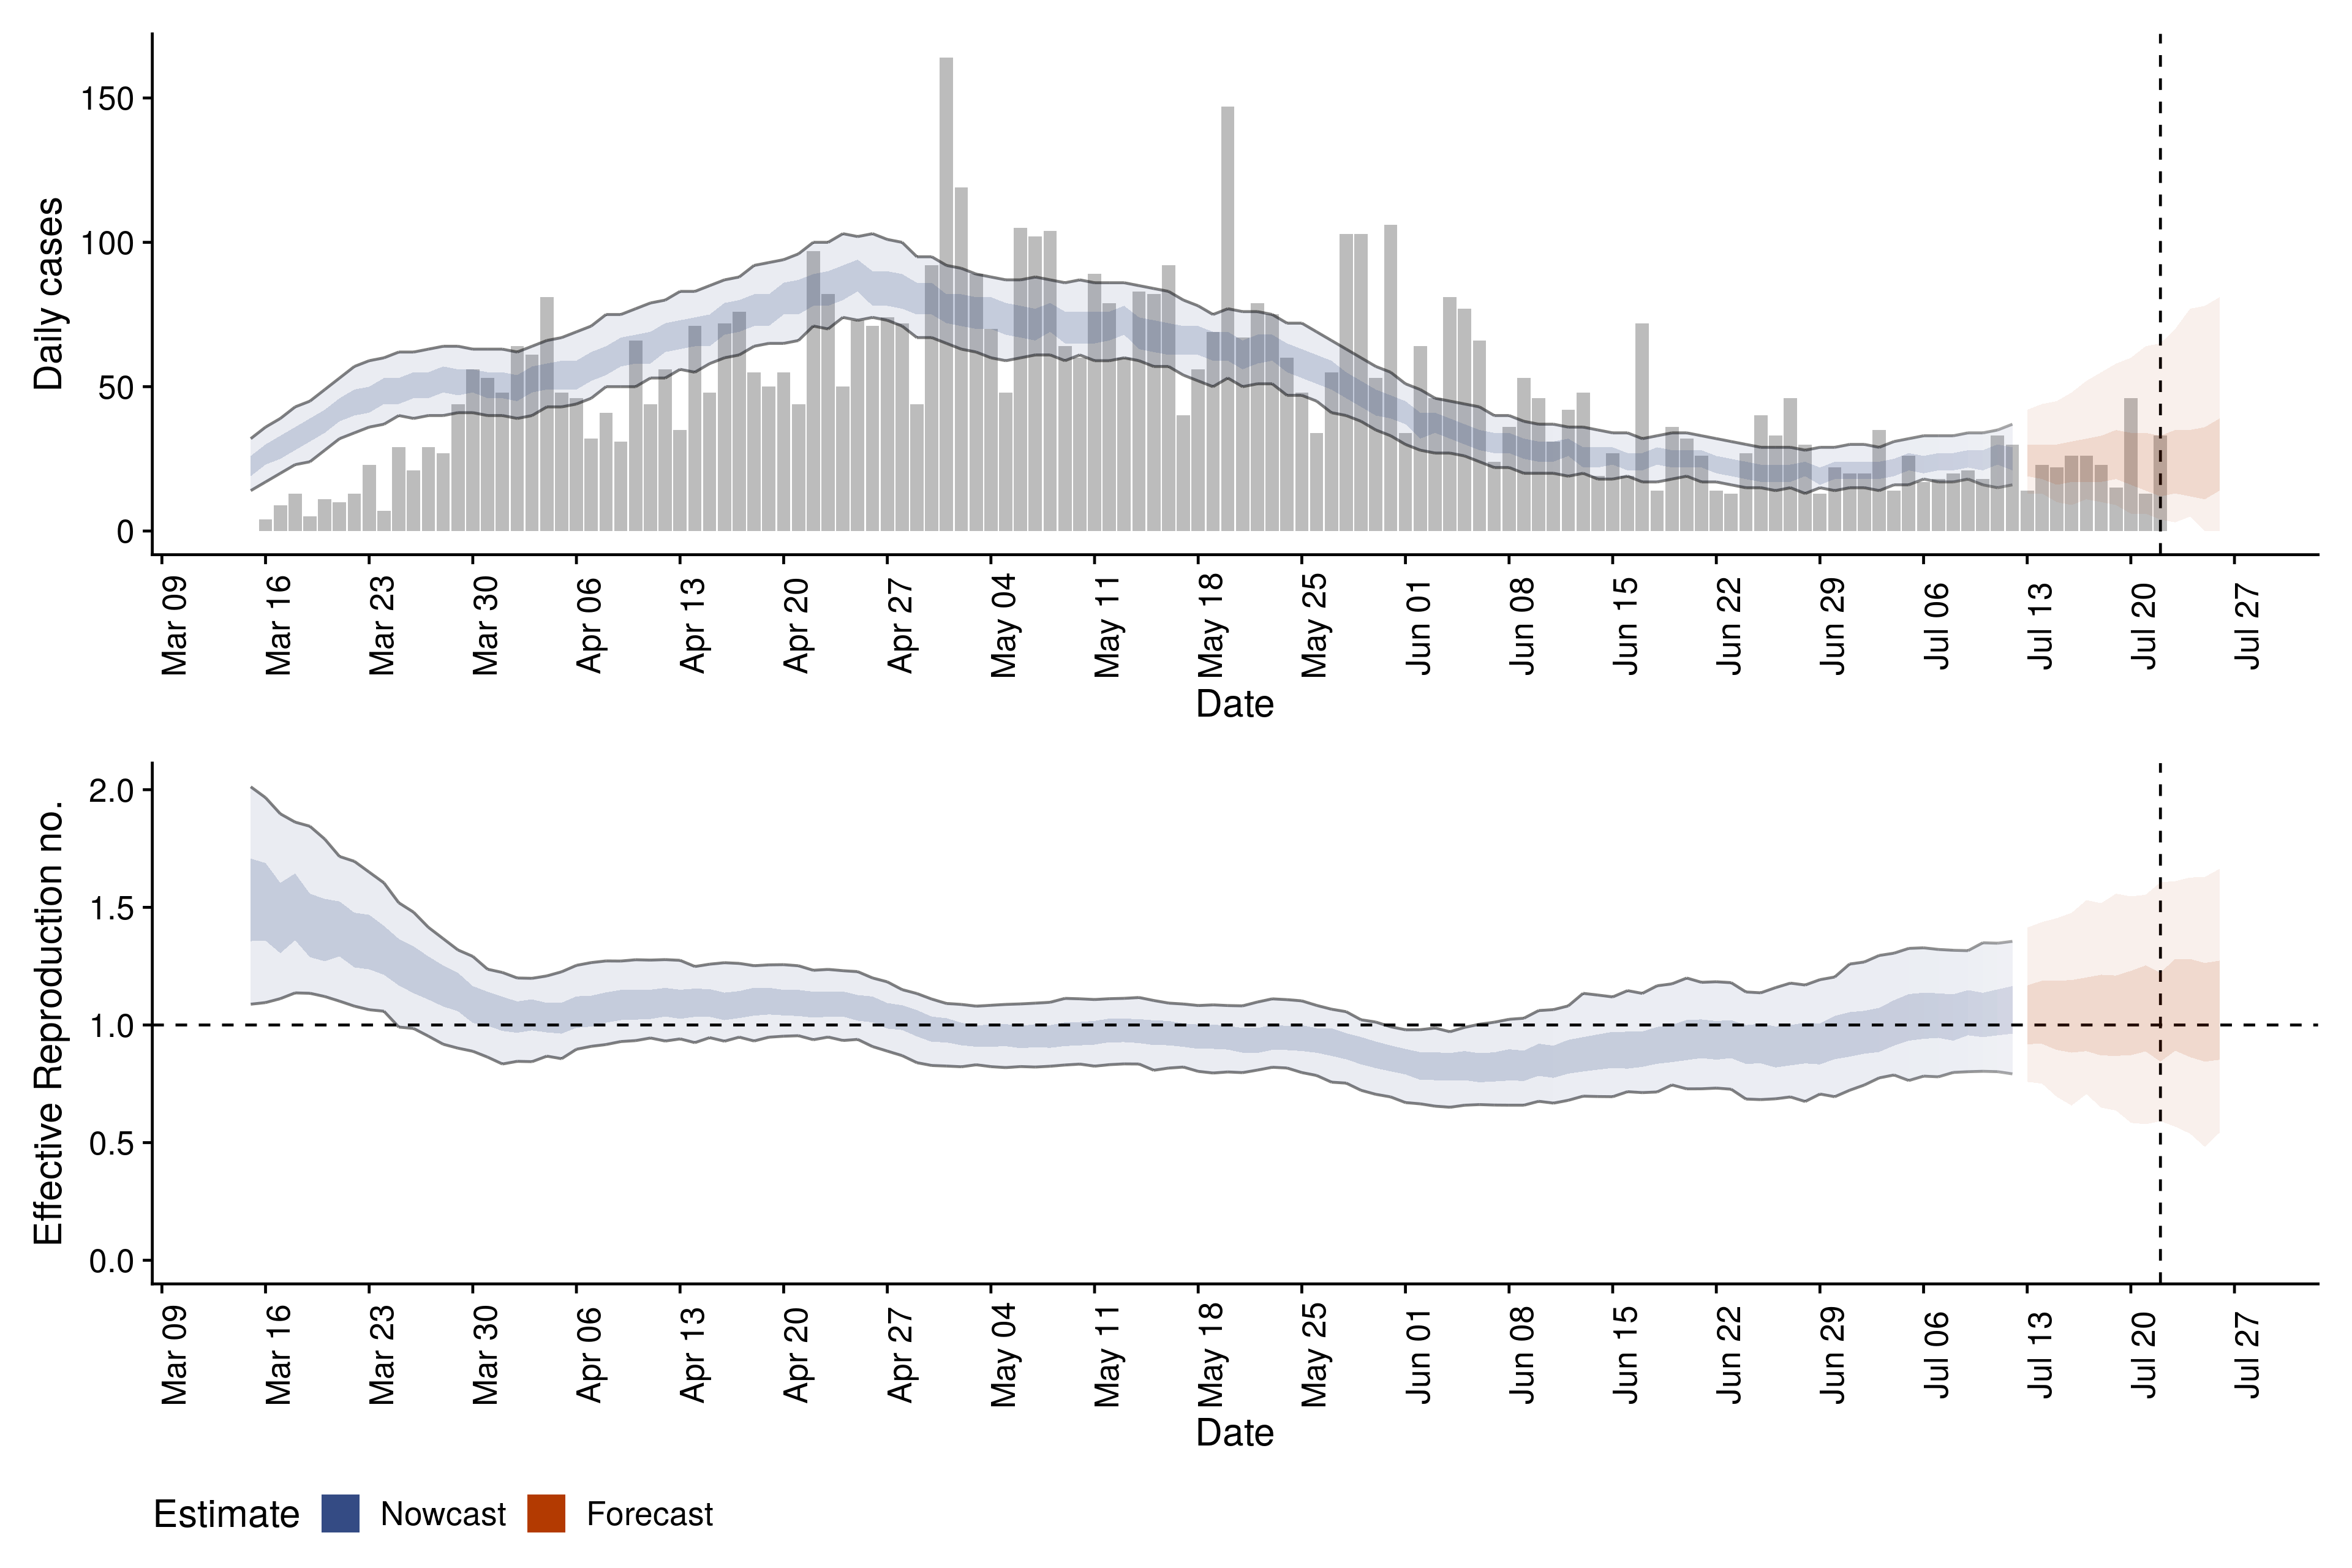 Daily cases
150
100
50
0
Mar 09
Mar 16
Mar 23
Mar 30
Apr 06
Apr 13
Apr 20
Apr 27
May 04
May 11
May 18
May 25
Jun 01
Jun 08
Jun 15
Jun 22
Jun 29
Jul 06
Jul 13
Jul 20
Jul 27
Date
Effective Reproduction no.
2.0
1.5
1.0
0.5
0.0
Mar 09
Mar 16
Mar 23
Mar 30
Apr 06
Apr 13
Apr 20
Apr 27
May 04
May 11
May 18
May 25
Jun 01
Jun 08
Jun 15
Jun 22
Jun 29
Jul 06
Jul 13
Jul 20
Jul 27
Date
Estimate Nowcast Forecast